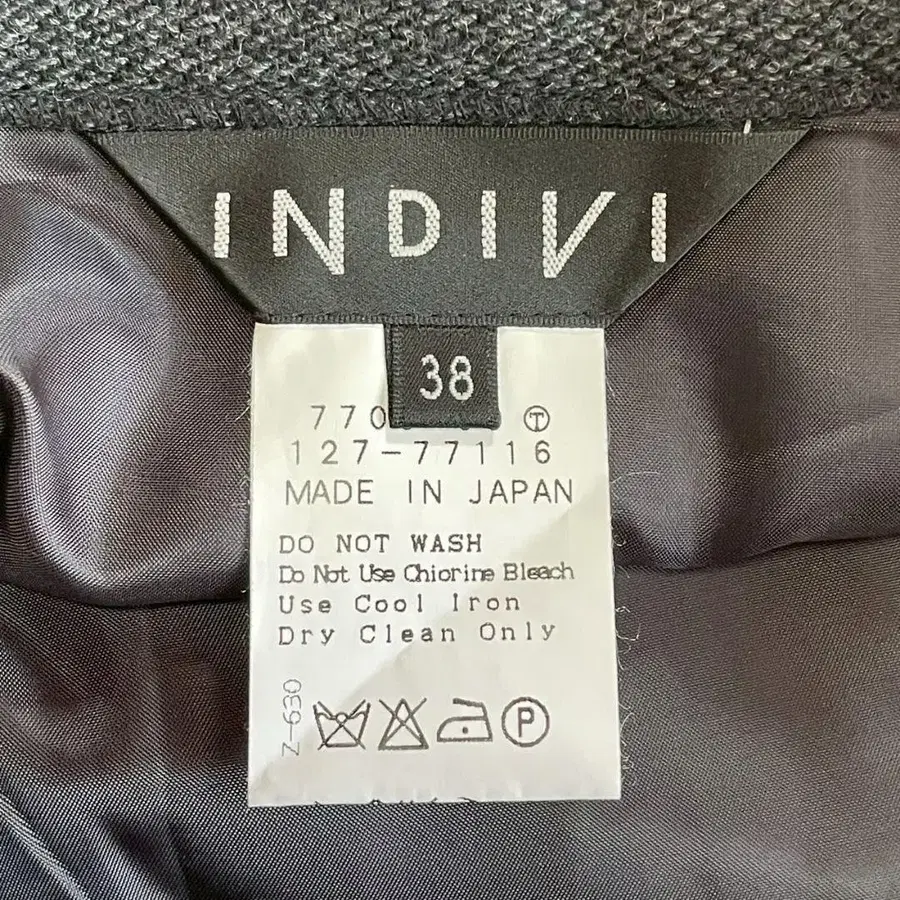 INDIVI
38
770 Ⓣ
127-77116
MADE IN JAPAN
DO NOT WASH
Do Not Use Chiorine Bleach
Use Cool Iron
Dry Clean Only
Z-630
P